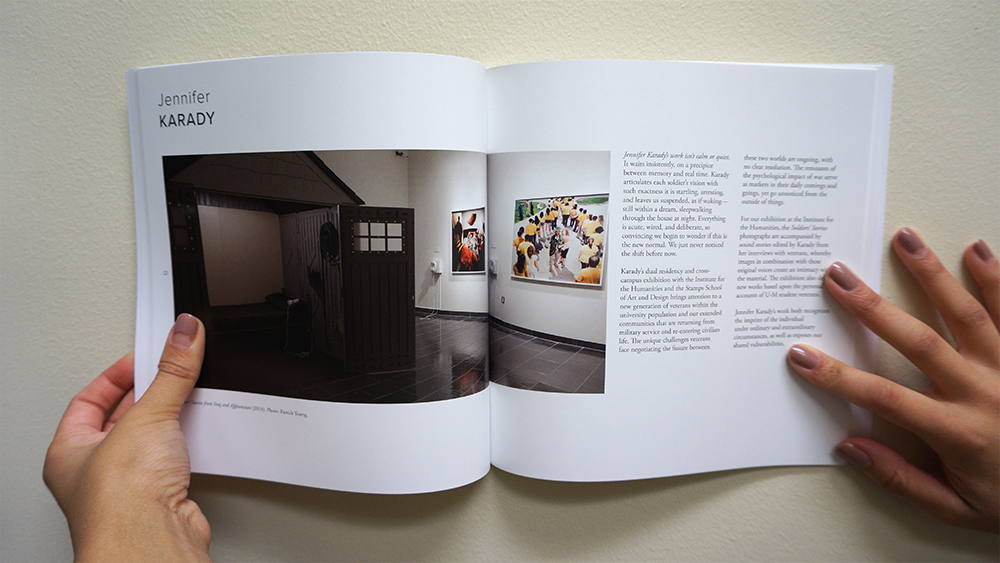 Jennifer
KARADY
Stories from Iraq and Afghanistan (2010). Photo: Patrick Young.
Jennifer Karady's work isn't calm or quiet.
It waits insistently, on a precipice
between memory and real time. Karady
articulates each soldier's vision with
such exactness it is startling, arresting,
and leaves us suspended, as if waking—
still within a dream, sleepwalking
through the house at night. Everything
is acute, wired, and deliberate, so
convincing we begin to wonder if this is
the new normal. We just never noticed
the shift before now.
Karady's dual residency and cross-
campus exhibition with the Institute for
the Humanities and the Stamps School
of Art and Design brings attention to a
new generation of veterans within the
university population and our extended
communities that are returning from
military service and re-entering civilian
life. The unique challenges veterans
face negotiating the fissure between
these two worlds are ongoing, with
no clear resolution. The remnants of
the psychological impact of war serve
as markers in their daily comings and
goings, yet go unnoticed from the
outside of things.
For our exhibition at the Institute for
the Humanities, the Soldiers' Stories
photographs are accompanied by
sound stories edited by Karady from
her interviews with veterans, whereby
images in combination with these
original voices create an intimacy
the material. The exhibition also
new works based upon the personal
accounts of U-M student veterans.
Jennifer Karady's work both recognizes
the imprint of the individual
under ordinary and extraordinary
circumstances, as well as exposes our
shared vulnerabilities.